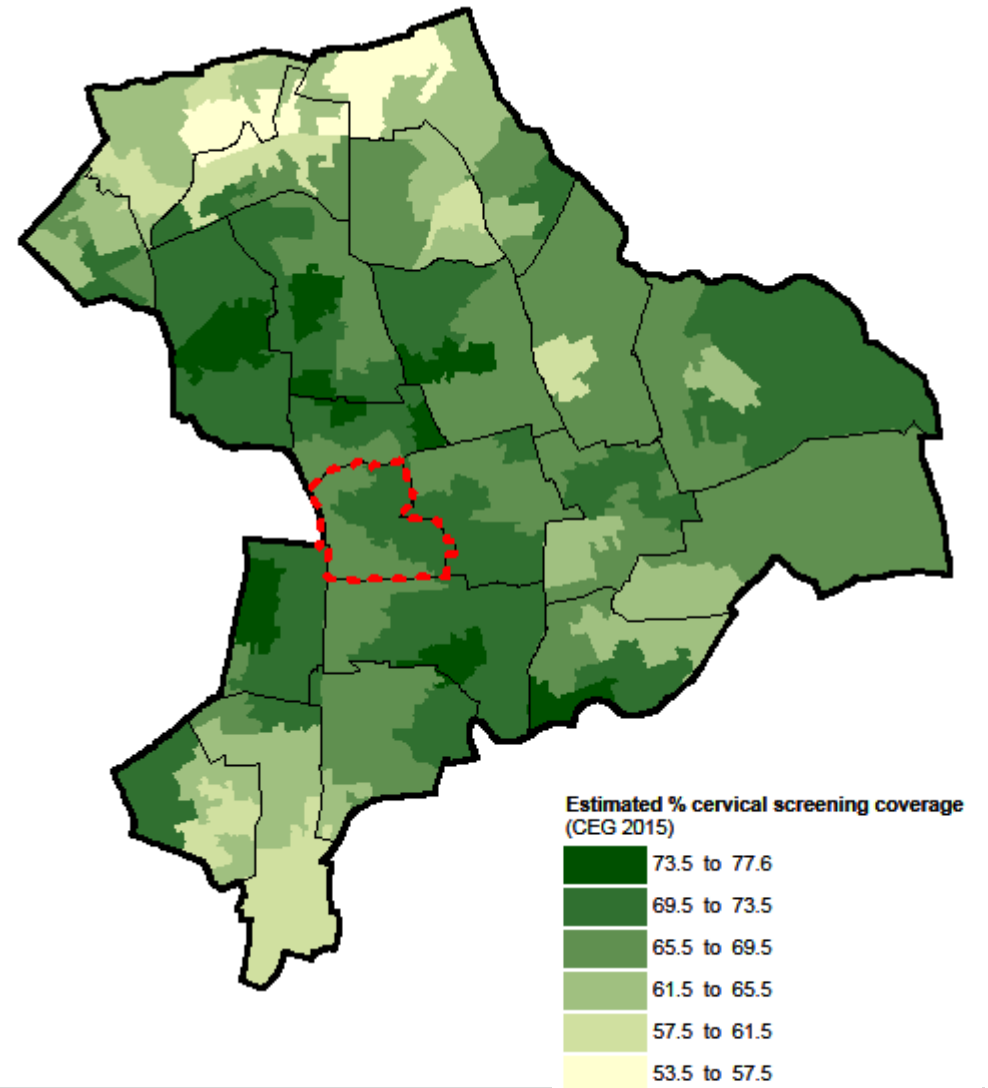 Estimated % cervical screening coverage
(CEG 2015)
73.5 to 77.6
69.5 to 73.5
65.5 to 69.5
61.5 to 65.5
57.5 to 61.5
53.5 to 57.5